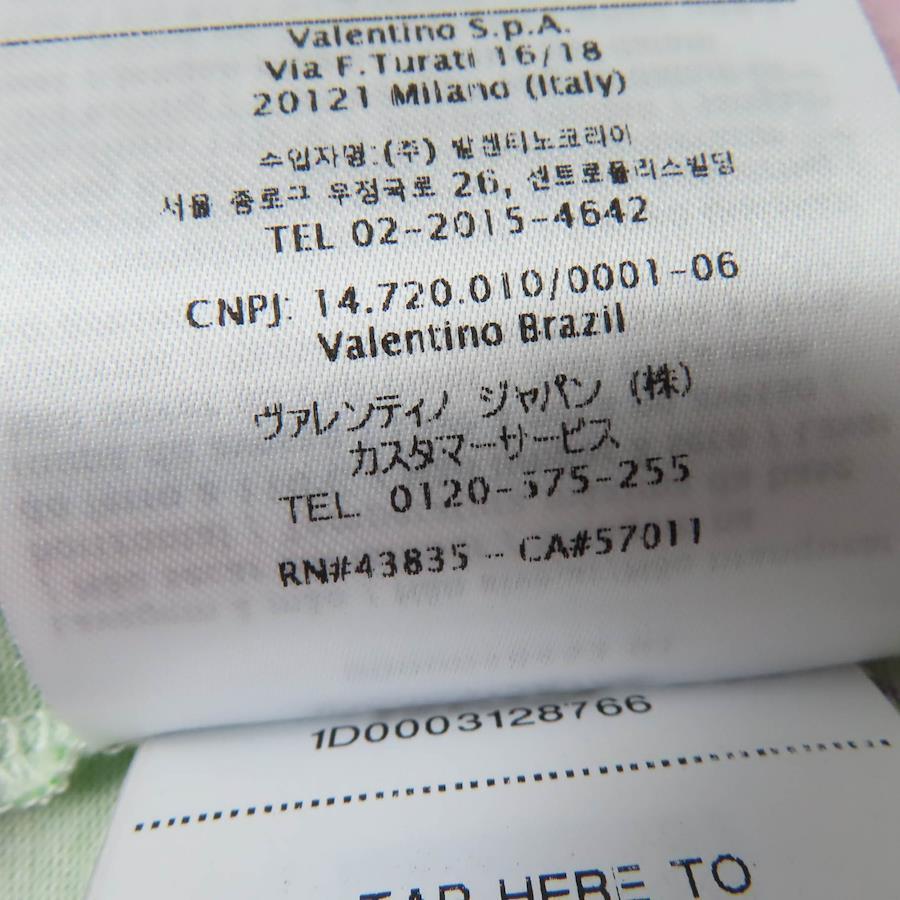 Valentino S.p.A.
Via F.Turati 16/18
20121 Milano (Italy)
수입자명:(주) 발렌티노코리아
서울 종로구 우정국로 26, 센트로폴리스빌딩
TEL 02-2015-4642
CNPJ: 14.720.010/0001-06
Valentino Brazil
ヴァレンティノ ジャパン (株)
カスタマーサービス
TEL. 0120-575-255
RN#43835 - CA#57011
1D0003128766
TAP HERE TO